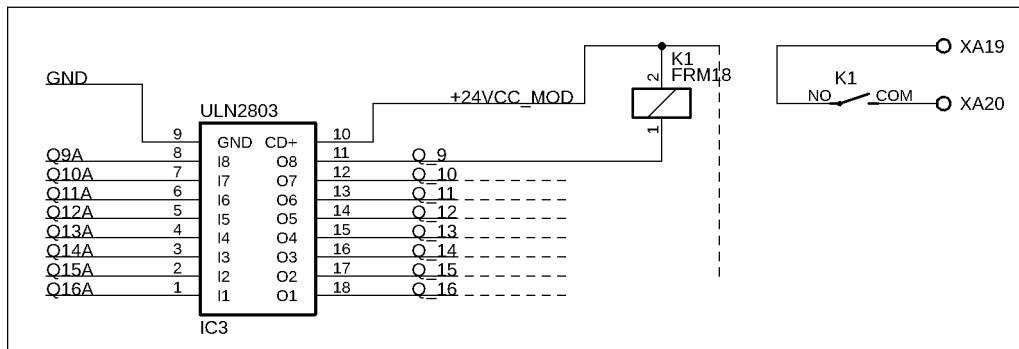 GND
ULN2803
+24VCC_MOD
K1
FRM18
2
1
XA19
K1
NO COM
XA20
9 GND CD+ 10
Q9A 8 I8 O8 11 Q_9
Q10A 7 I7 O7 12 Q_10
Q11A 6 I6 O6 13 Q_11
Q12A 5 I5 O5 14 Q_12
Q13A 4 I4 O4 15 Q_13
Q14A 3 I3 O3 16 Q_14
Q15A 2 I2 O2 17 Q_15
Q16A 1 I1 O1 18 Q_16
IC3